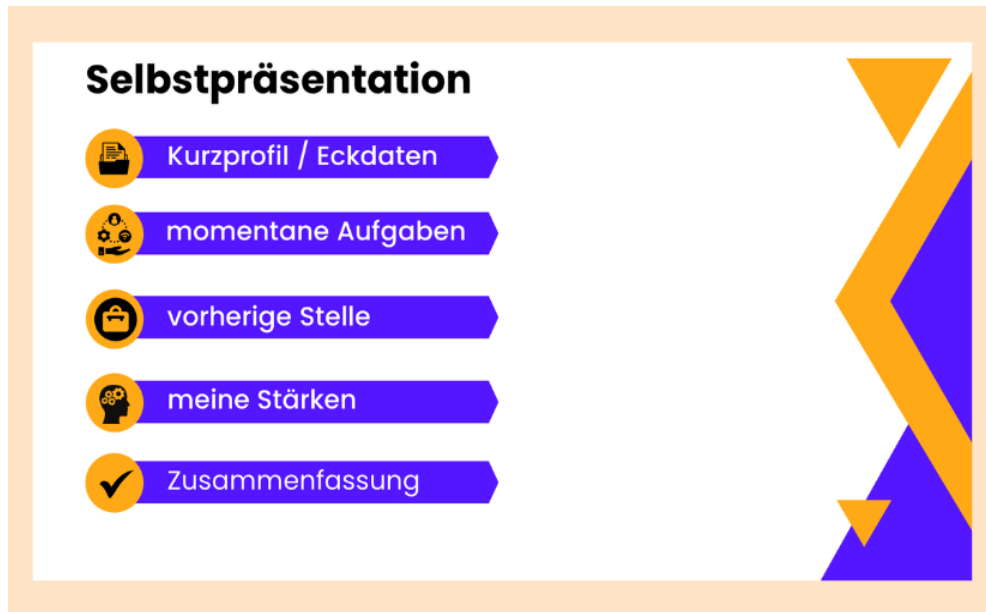 Selbstpräsentation
Kurzprofil / Eckdaten
momentane Aufgaben
vorherige Stelle
meine Stärken
Zusammenfassung